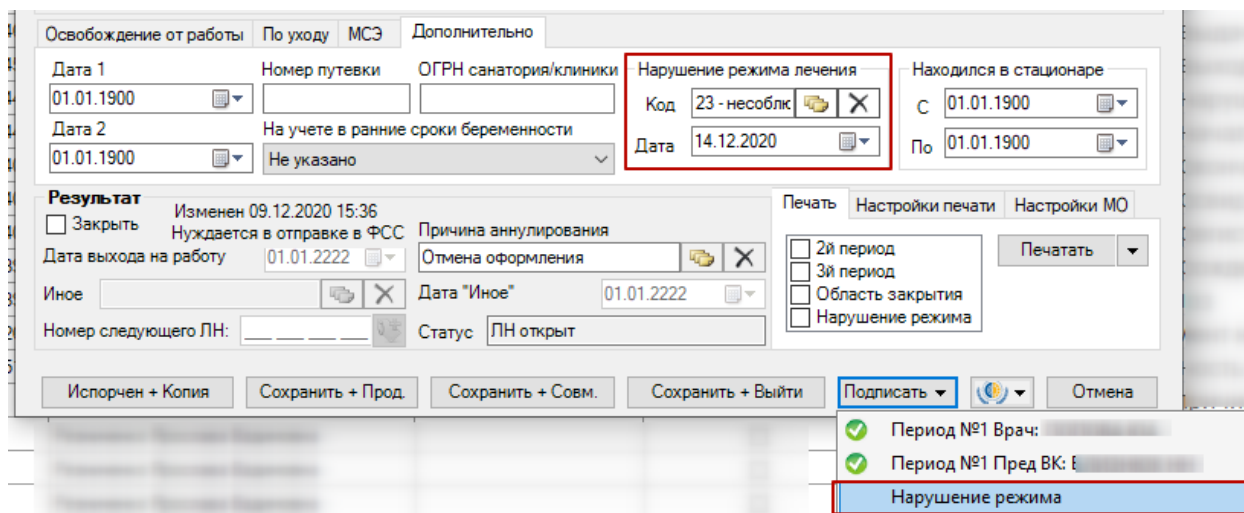 Освобождение от работы По уходу МСЭ Дополнительно
Дата 1 Номер путевки ОГРН санатория/клиники Нарушение режима лечения Находился в стационаре
01.01.1900 Код 23 - несоблк С 01.01.1900
Дата 2 На учете в ранние сроки беременности Дата 14.12.2020 По 01.01.1900
01.01.1900 Не указано
Результат Печать Настройки печати Настройки МО
Закрыть Изменен 09.12.2020 15:36
Нуждается в отправке в ФСС Причина аннулирования 2й период Печатать
Дата выхода на работу 01.01.2222 Отмена оформления 3й период
Иное Дата "Иное" 01.01.2222 Область закрытия
Номер следующего ЛН: ___ ___ ___ ___ Статус ЛН открыт Нарушение режима
Испорчен + Копия Сохранить + Прод. Сохранить + Совм. Сохранить + Выйти Подписать Отмена
Период №1 Врач:
Период №1 Пред ВК:
Нарушение режима